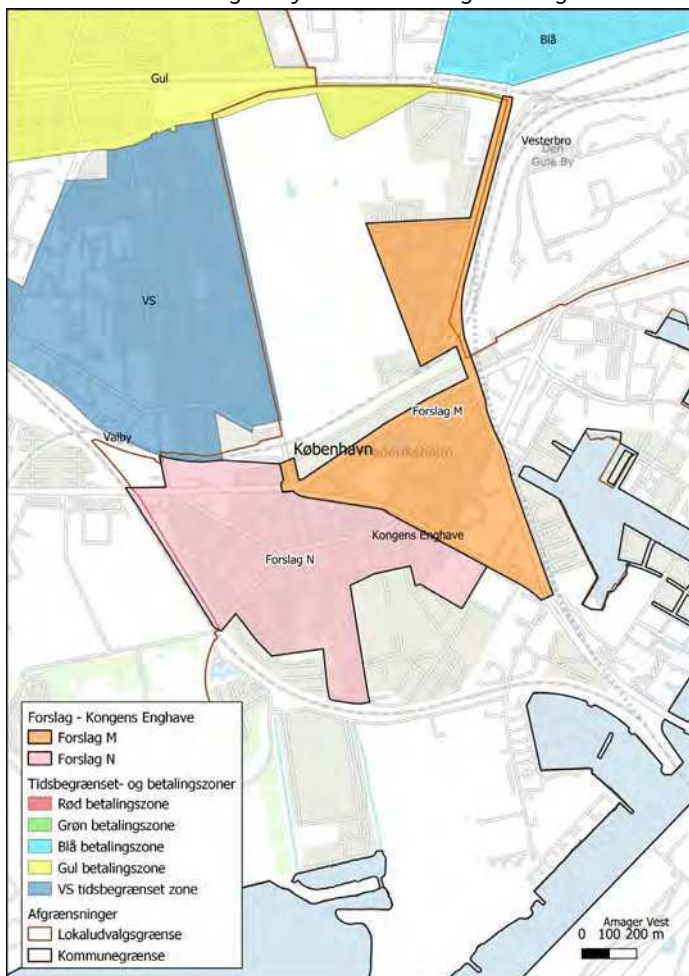 Blå
Gul
Vesterbro
Den
Gule By
VS
Forslag M
Valby
København
Kongens Enghave
Forslag N
Forslag - Kongens Enghave
Forslag M
Forslag N
Tidsbegrænset- og betalingszoner
Rød betalingszone
Grøn betalingszone
Blå betalingszone
Gul betalingszone
VS tidsbegrænset zone
Afgrænsninger
Lokaludvalgsgrænse
Kommunegrænse
Amager Vest
0 100 200 m